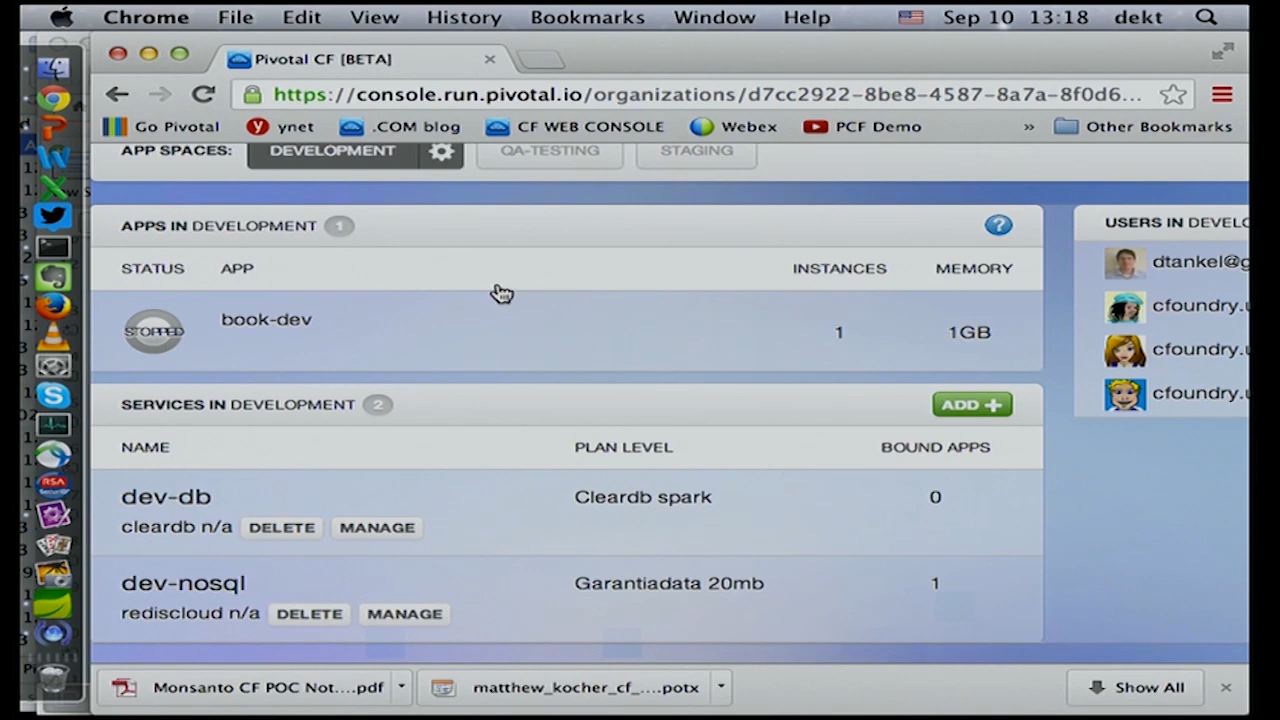 Chrome File Edit View History Bookmarks Window Help Sep 10 13:18 dekt
Pivotal CF [BETA]
https://console.run.pivotal.io/organizations/d7cc2922-8be8-4587-8a7a-8f0d6...
Go Pivotal ynet .COM blog CF WEB CONSOLE Webex PCF Demo » Other Bookmarks
APP SPACES: DEVELOPMENT QA-TESTING STAGING
APPS IN DEVELOPMENT 1
STATUS APP INSTANCES MEMORY
STOPPED book-dev 1 1GB
SERVICES IN DEVELOPMENT 2 ADD +
NAME PLAN LEVEL BOUND APPS
dev-db Cleardb spark 0
cleardb n/a DELETE MANAGE
dev-nosql Garantiadata 20mb 1
rediscloud n/a DELETE MANAGE
USERS IN DEVELO
dtankel@g
cfoundry.u
cfoundry.u
cfoundry.u
RSA
Monsanto CF POC Not....pdf matthew_kocher_cf_....potx Show All